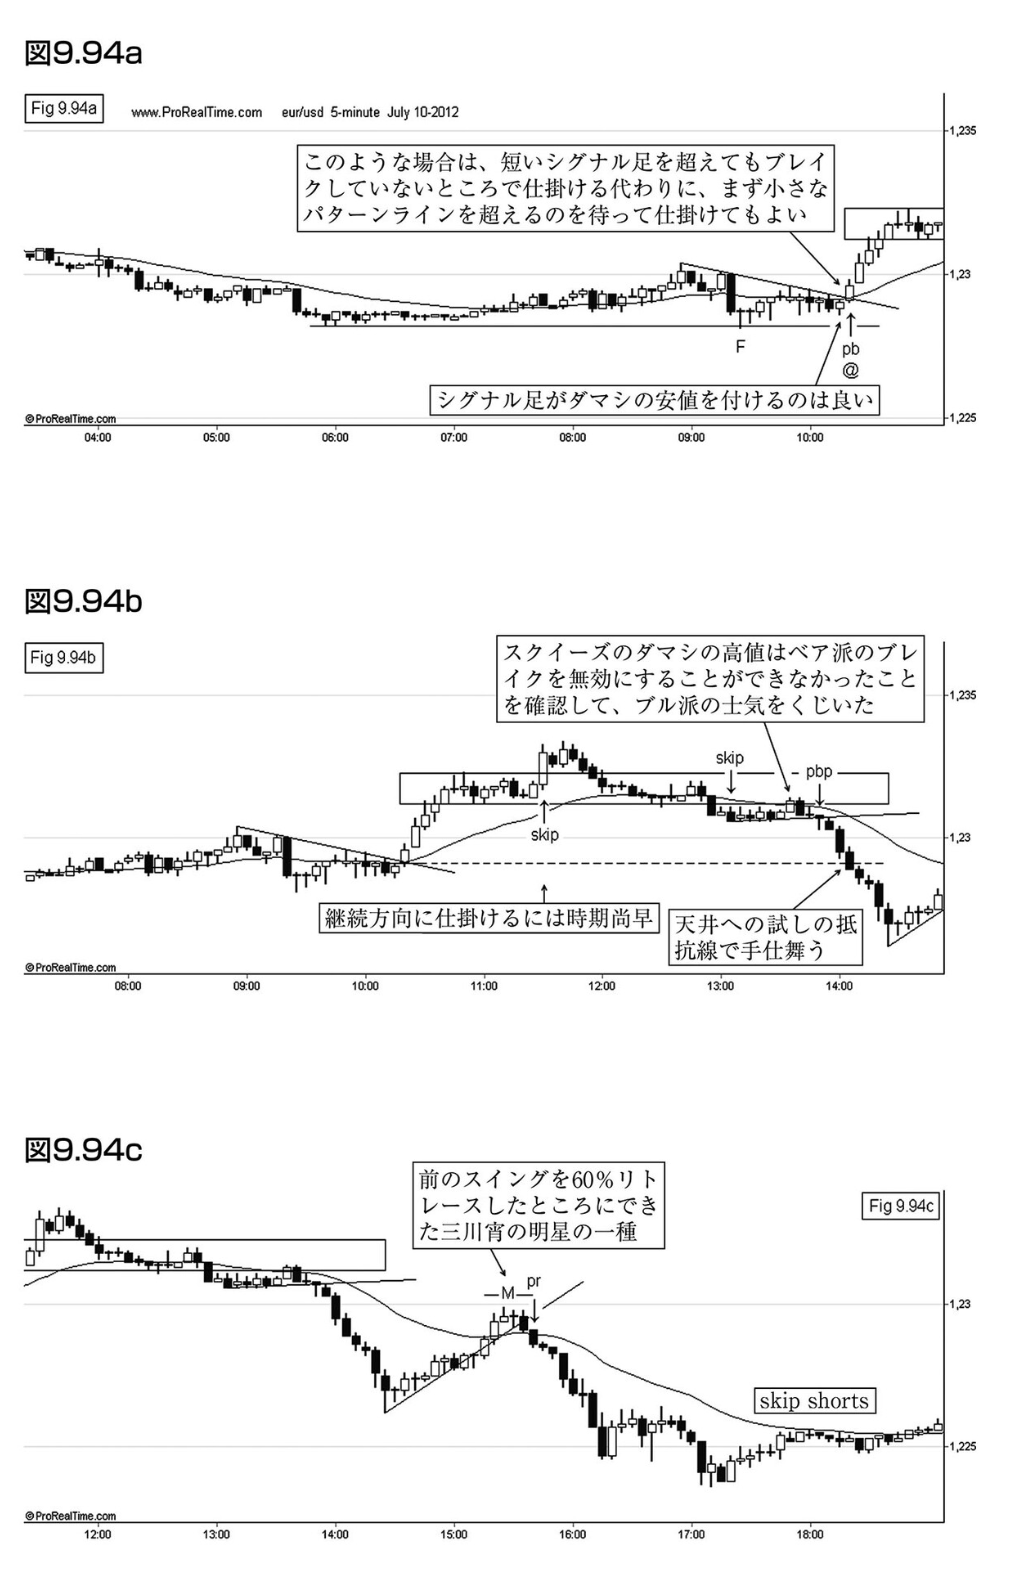 図9.94a
Fig 9.94a
www.ProRealTime.com eur/usd 5-minute July 10-2012
1,235
このような場合は、短いシグナル足を超えてもブレイ
クしていないところで仕掛ける代わりに、まず小さな
パターンラインを超えるのを待って仕掛けてもよい
1,23
F
pb
@
シグナル足がダマシの安値を付けるのは良い
1,225
©ProRealTime.com
04:00 05:00 06:00 07:00 08:00 09:00 10:00
図9.94b
Fig 9.94b
スクイーズのダマシの高値はベア派のブレ
イクを無効にすることができなかったこと
を確認して、ブル派の士気をくじいた
1,235
skip
pbp
skip
1,23
継続方向に仕掛けるには時期尚早
天井への試しの抵
抗線で手仕舞う
©ProRealTime.com
08:00 09:00 10:00 11:00 12:00 13:00 14:00
図9.94c
前のスイングを60％リト
レースしたところにでき
た三川宵の明星の一種
Fig 9.94c
pr
M
1,23
skip shorts
1,225
©ProRealTime.com
12:00 13:00 14:00 15:00 16:00 17:00 18:00